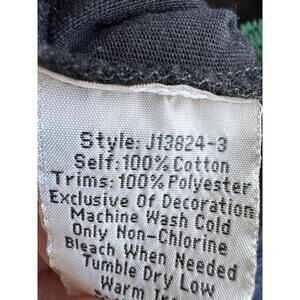 Style: J13824-3
Self: 100% Cotton
Trims: 100% Polyester
Exclusive Of Decoration
Machine Wash Cold
Only Non-Chlorine
Bleach When Needed
Tumble Dry Low
Warm